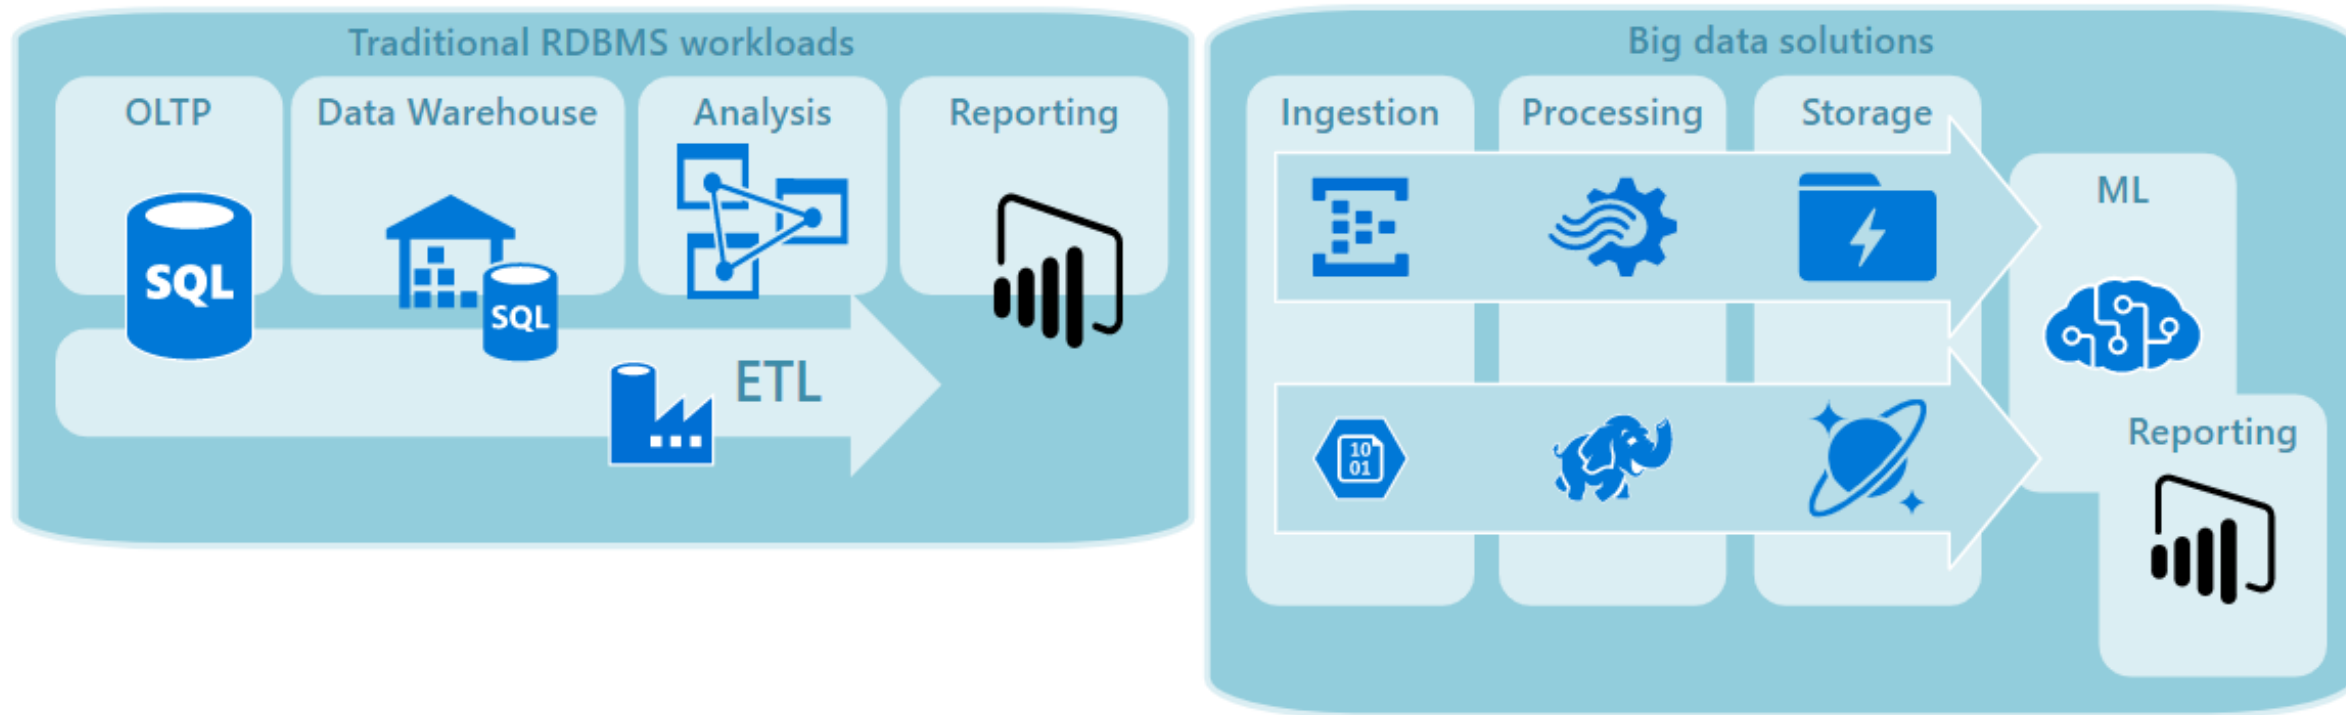 Traditional RDBMS workloads
OLTP
Data Warehouse
Analysis
Reporting
SQL
SQL
ETL
Big data solutions
Ingestion
Processing
Storage
ML
10
01
Reporting